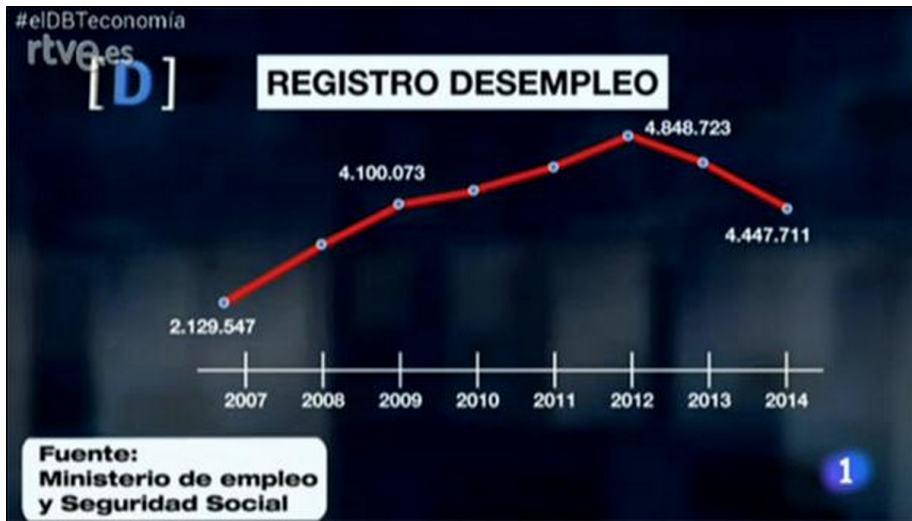 #elDBTeconomía
rtve.es
[D]
REGISTRO DESEMPLEO
4.848.723
4.100.073
4.447.711
2.129.547
2007 2008 2009 2010 2011 2012 2013 2014
Fuente:
Ministerio de empleo
y Seguridad Social
1